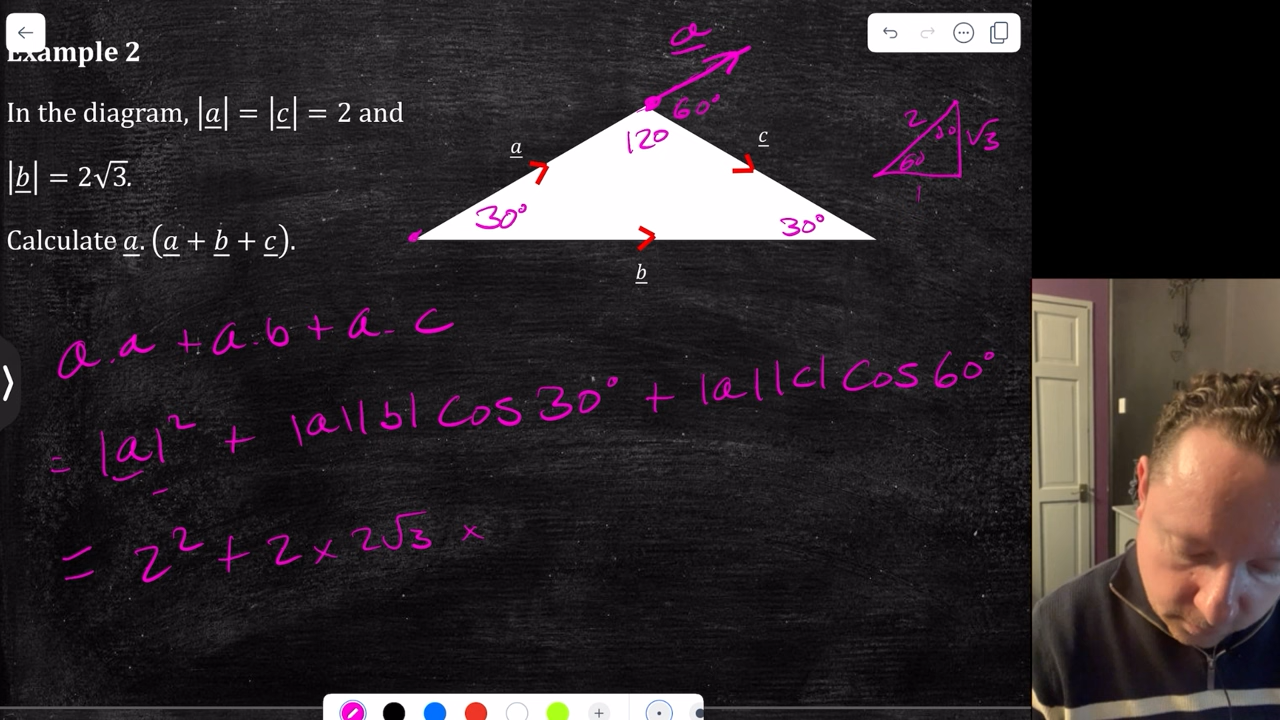 Example 2
In the diagram, |a| = |c| = 2 and
|b| = 2√3.
Calculate a. (a + b + c).
a
60°
120
a
c
30°
30°
b
2
30
√3
60
1
a.a + a.b + a.c
= |a|² + |a||b| cos 30° + |a||c| cos 60°
= 2² + 2 × 2√3 ×